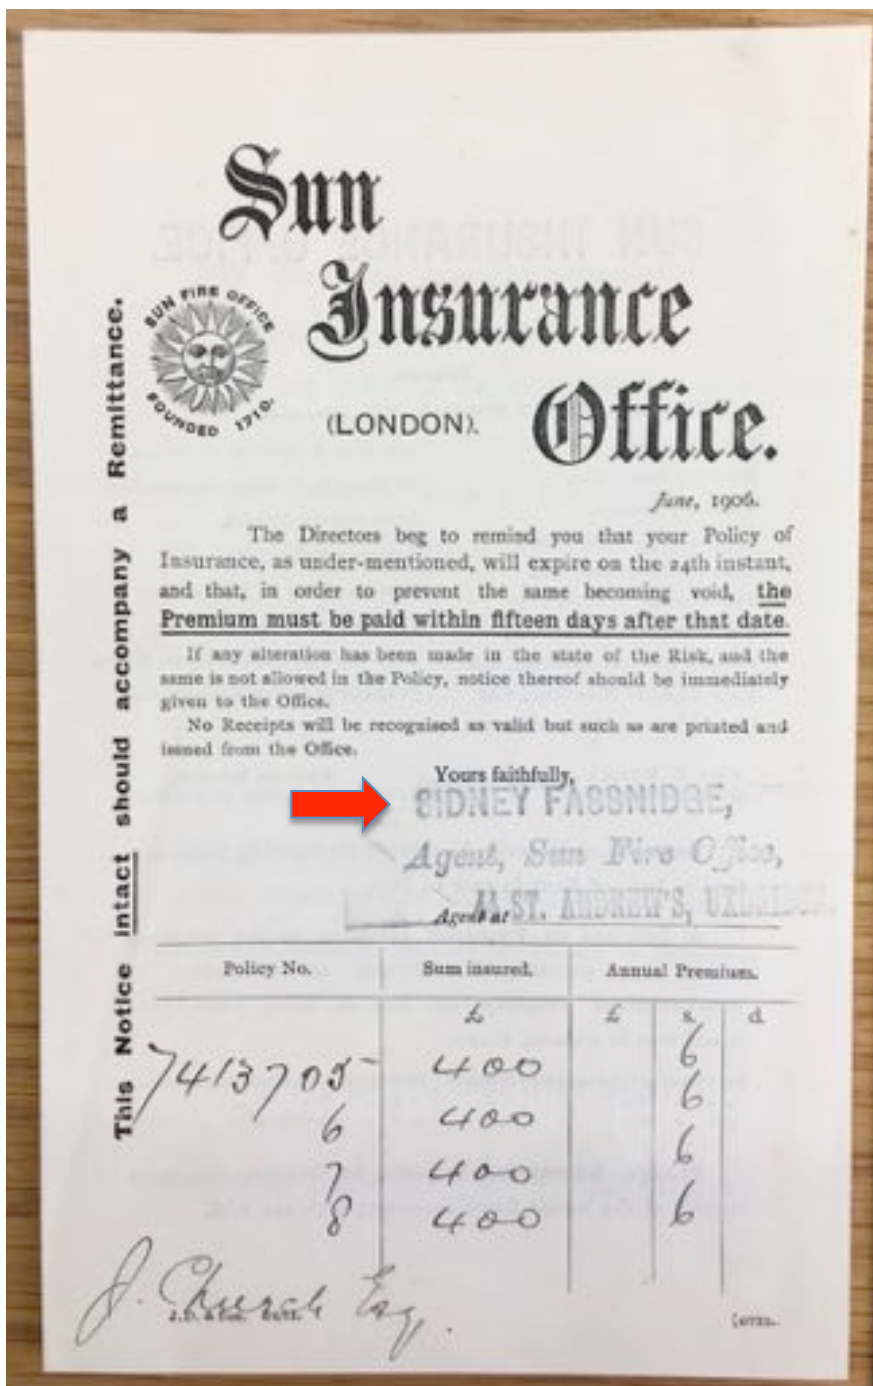 Sun
Insurance
Office.
SUN FIRE OFFICE
FOUNDED 1710.
(LONDON).
June, 1906.
The Directors beg to remind you that your Policy of
Insurance, as under-mentioned, will expire on the 24th instant,
and that, in order to prevent the same becoming void, the
Premium must be paid within fifteen days after that date.
If any alteration has been made in the state of the Risk, and the
same is not allowed in the Policy, notice thereof should be immediately
given to the Office.
No Receipts will be recognised as valid but such as are printed and
issued from the Office.
Yours faithfully,
SIDNEY FASSNIDGE,
Agent, Sun Fire Office,
Agent at ST. ANDREW'S, UXBRIDGE.
Policy No. Sum insured. Annual Premium.
£ £ s. d.
7413705 400 6
6 400 6
7 400 6
8 400 6
J. Church Esq.
(OVER.
This Notice intact should accompany a Remittance.
SUN INSURANCE OFFICE